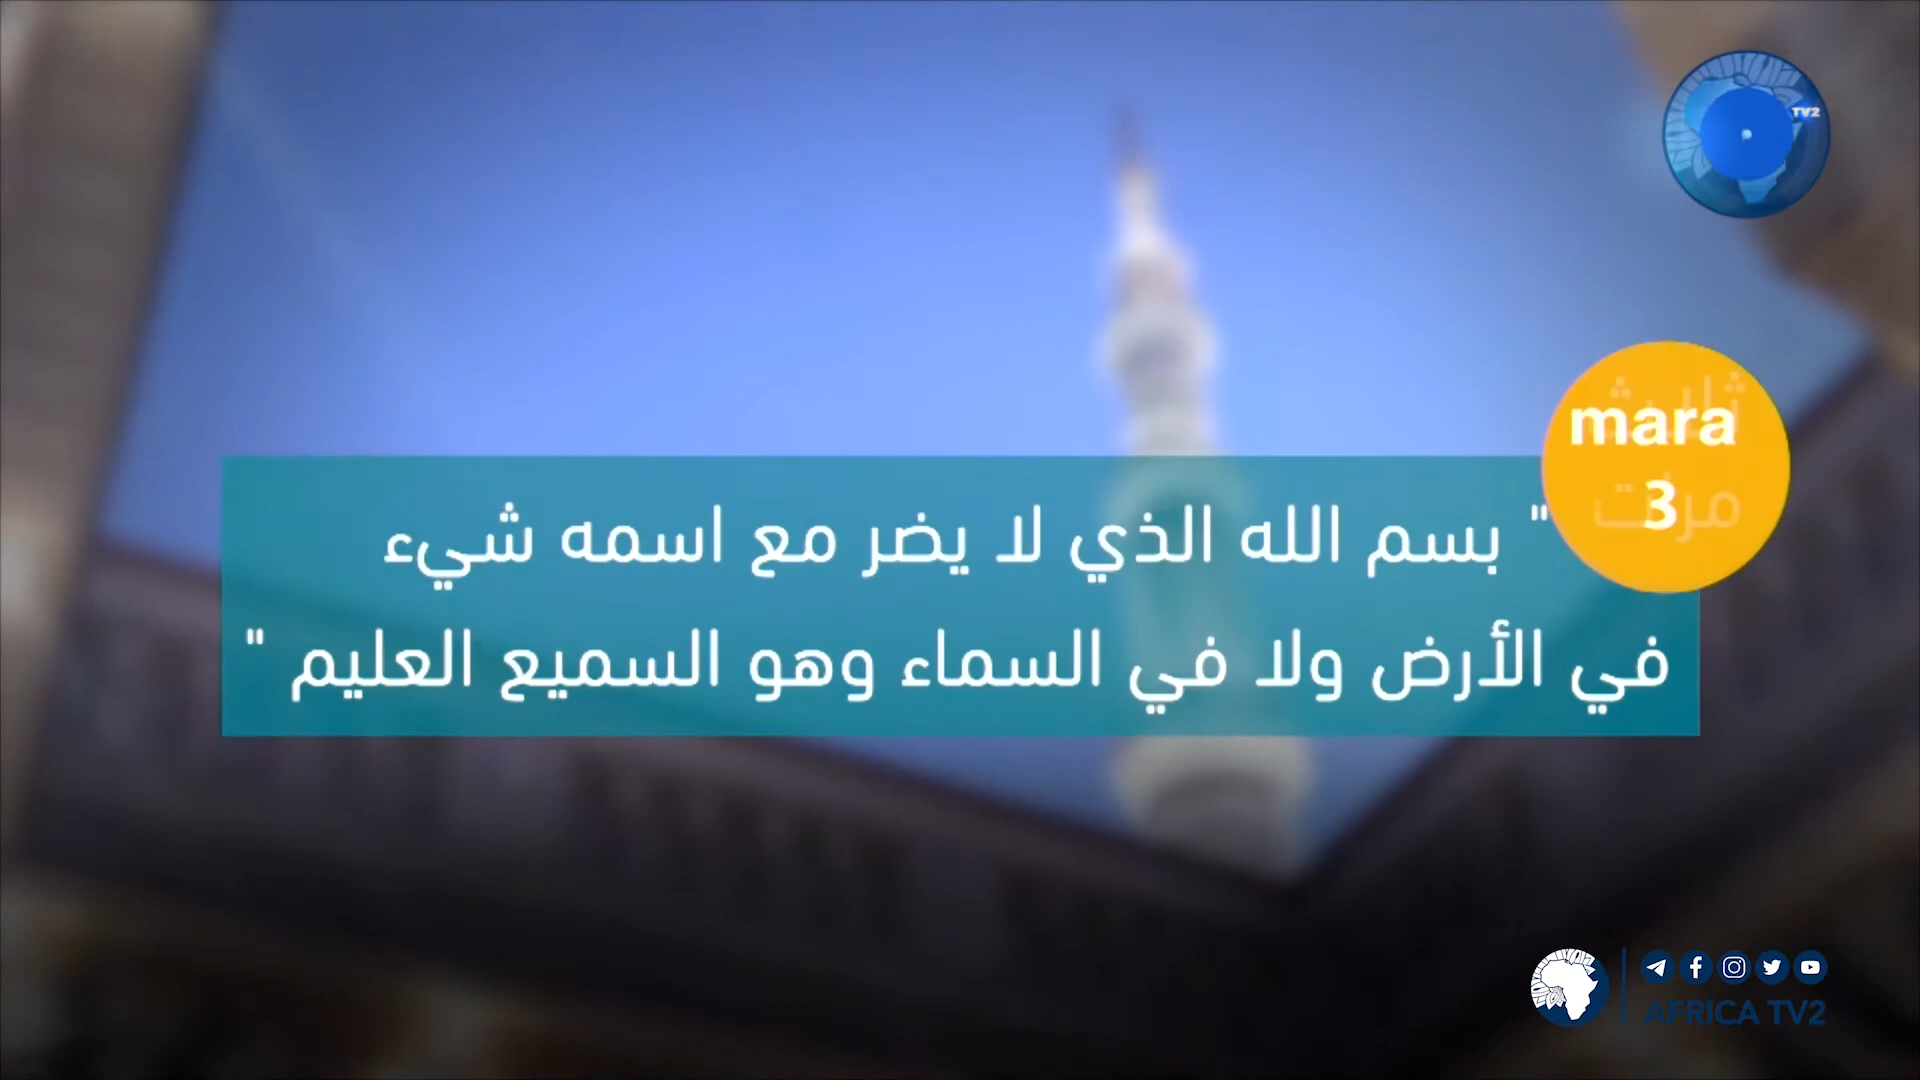 TV2
mara
3
" بسم الله الذي لا يضر مع اسمه شيء
في الأرض ولا في السماء وهو السميع العليم "
AFRICA TV2